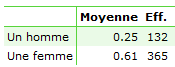 Moyenne Eff.
Un homme 0.25 132
Une femme 0.61 365